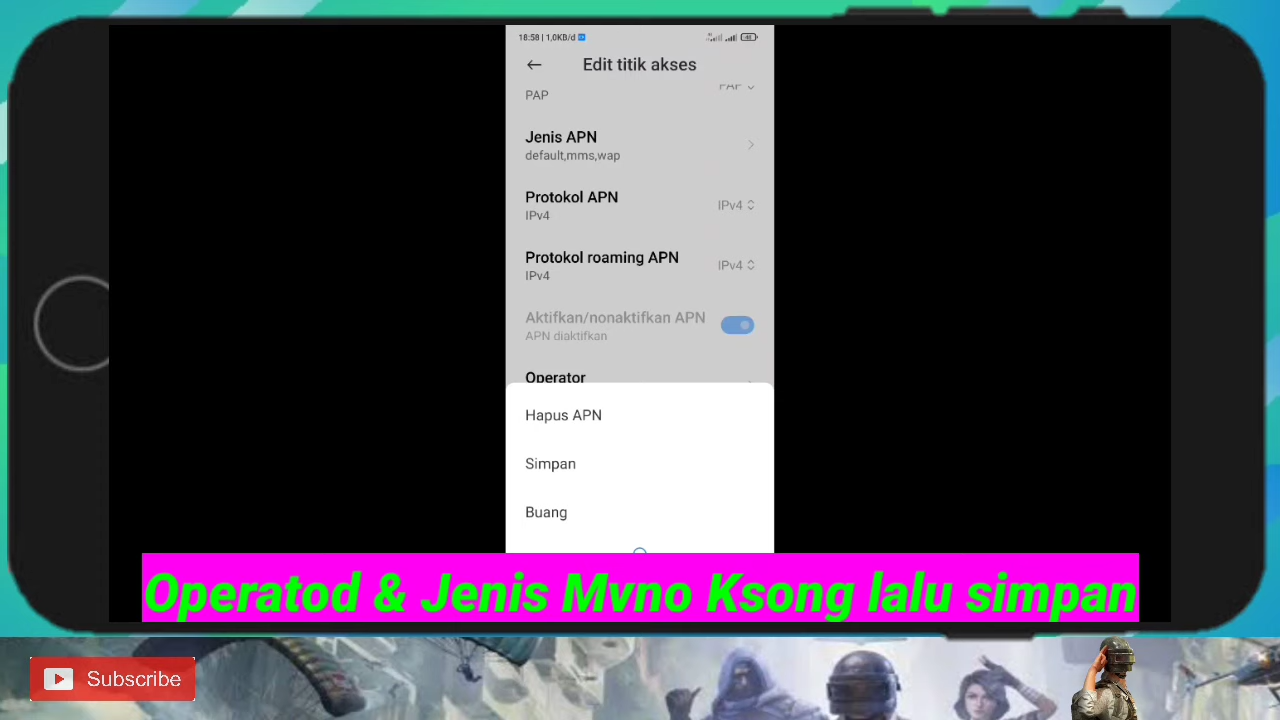 18:58 | 1,0KB/d
Edit titik akses
PAP
PAP
Jenis APN
default,mms,wap
Protokol APN
IPv4
IPv4
Protokol roaming APN
IPv4
IPv4
Aktifkan/nonaktifkan APN
APN diaktifkan
Operator
Hapus APN
Simpan
Buang
Operatod & Jenis Mvno Ksong lalu simpan
Subscribe